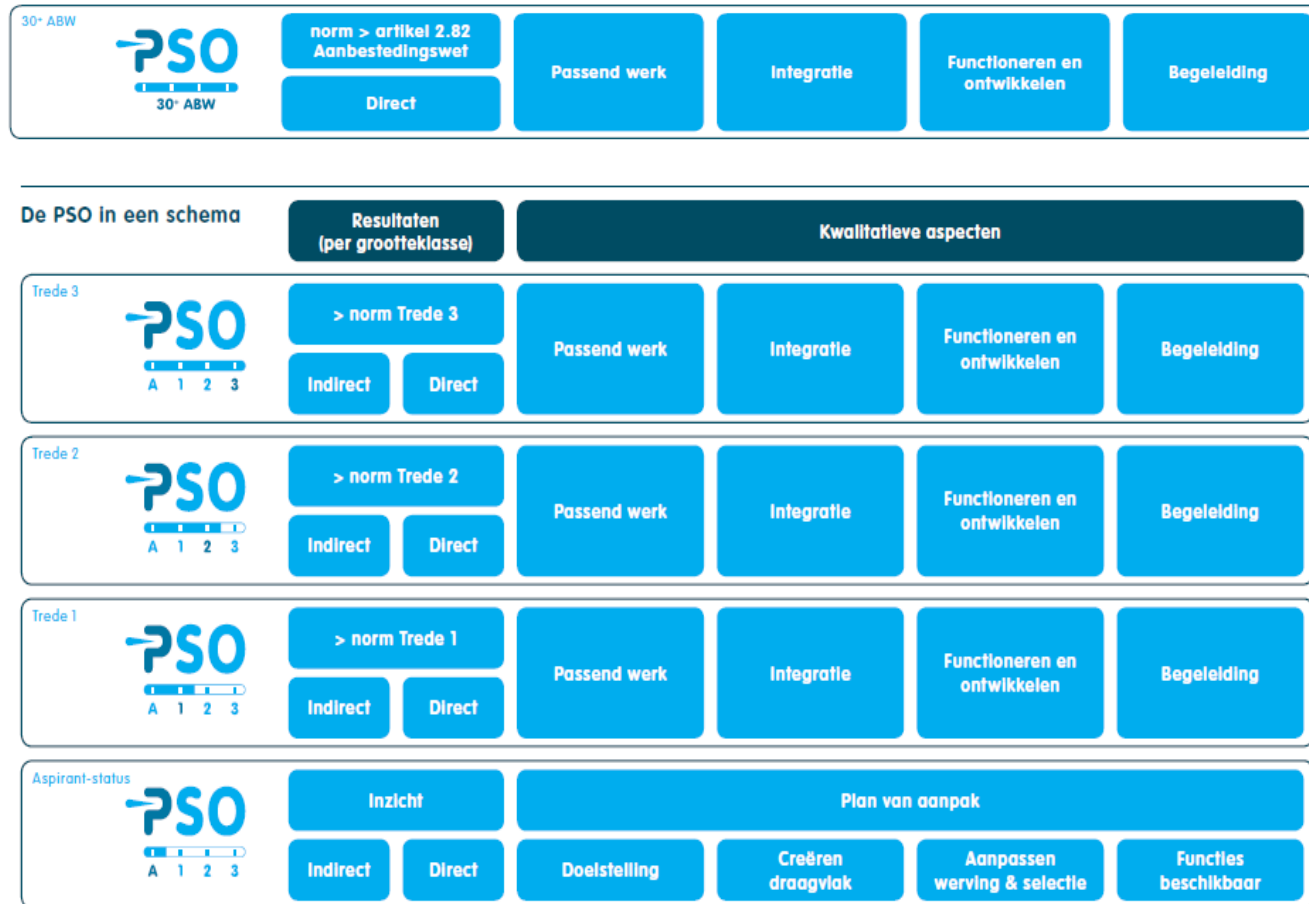 30+ ABW
PSO
30+ ABW
norm > artikel 2.82
Aanbestedingswet
Direct
Passend werk
Integratie
Functioneren en
ontwikkelen
Begeleiding
De PSO in een schema
Resultaten
(per grootteklasse)
Kwalitatieve aspecten
Trede 3
PSO
A 1 2 3
> norm Trede 3
Indirect
Direct
Passend werk
Integratie
Functioneren en
ontwikkelen
Begeleiding
Trede 2
PSO
A 1 2 3
> norm Trede 2
Indirect
Direct
Passend werk
Integratie
Functioneren en
ontwikkelen
Begeleiding
Trede 1
PSO
A 1 2 3
> norm Trede 1
Indirect
Direct
Passend werk
Integratie
Functioneren en
ontwikkelen
Begeleiding
Aspirant-status
PSO
A 1 2 3
Inzicht
Indirect
Direct
Plan van aanpak
Doelstelling
Creëren
draagvlak
Aanpassen
werving & selectie
Functies
beschikbaar